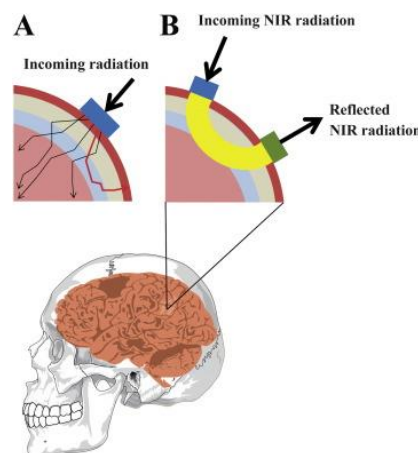 A
B
Incoming NIR radiation
Incoming radiation
Reflected
NIR radiation